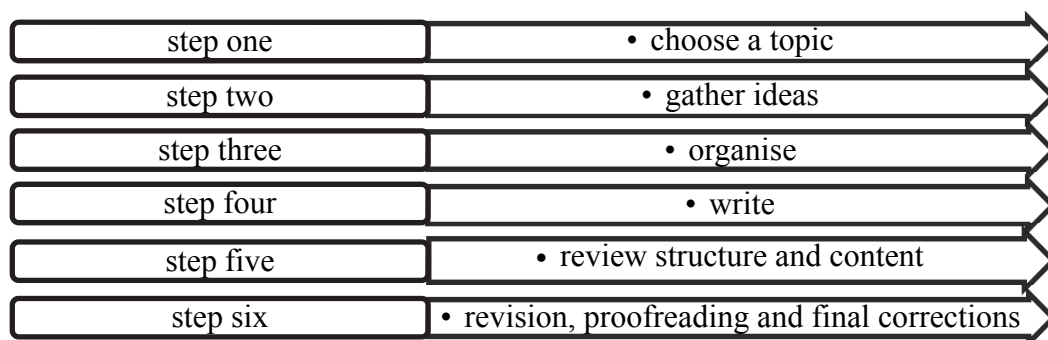 step one • choose a topic
step two • gather ideas
step three • organise
step four • write
step five • review structure and content
step six • revision, proofreading and final corrections